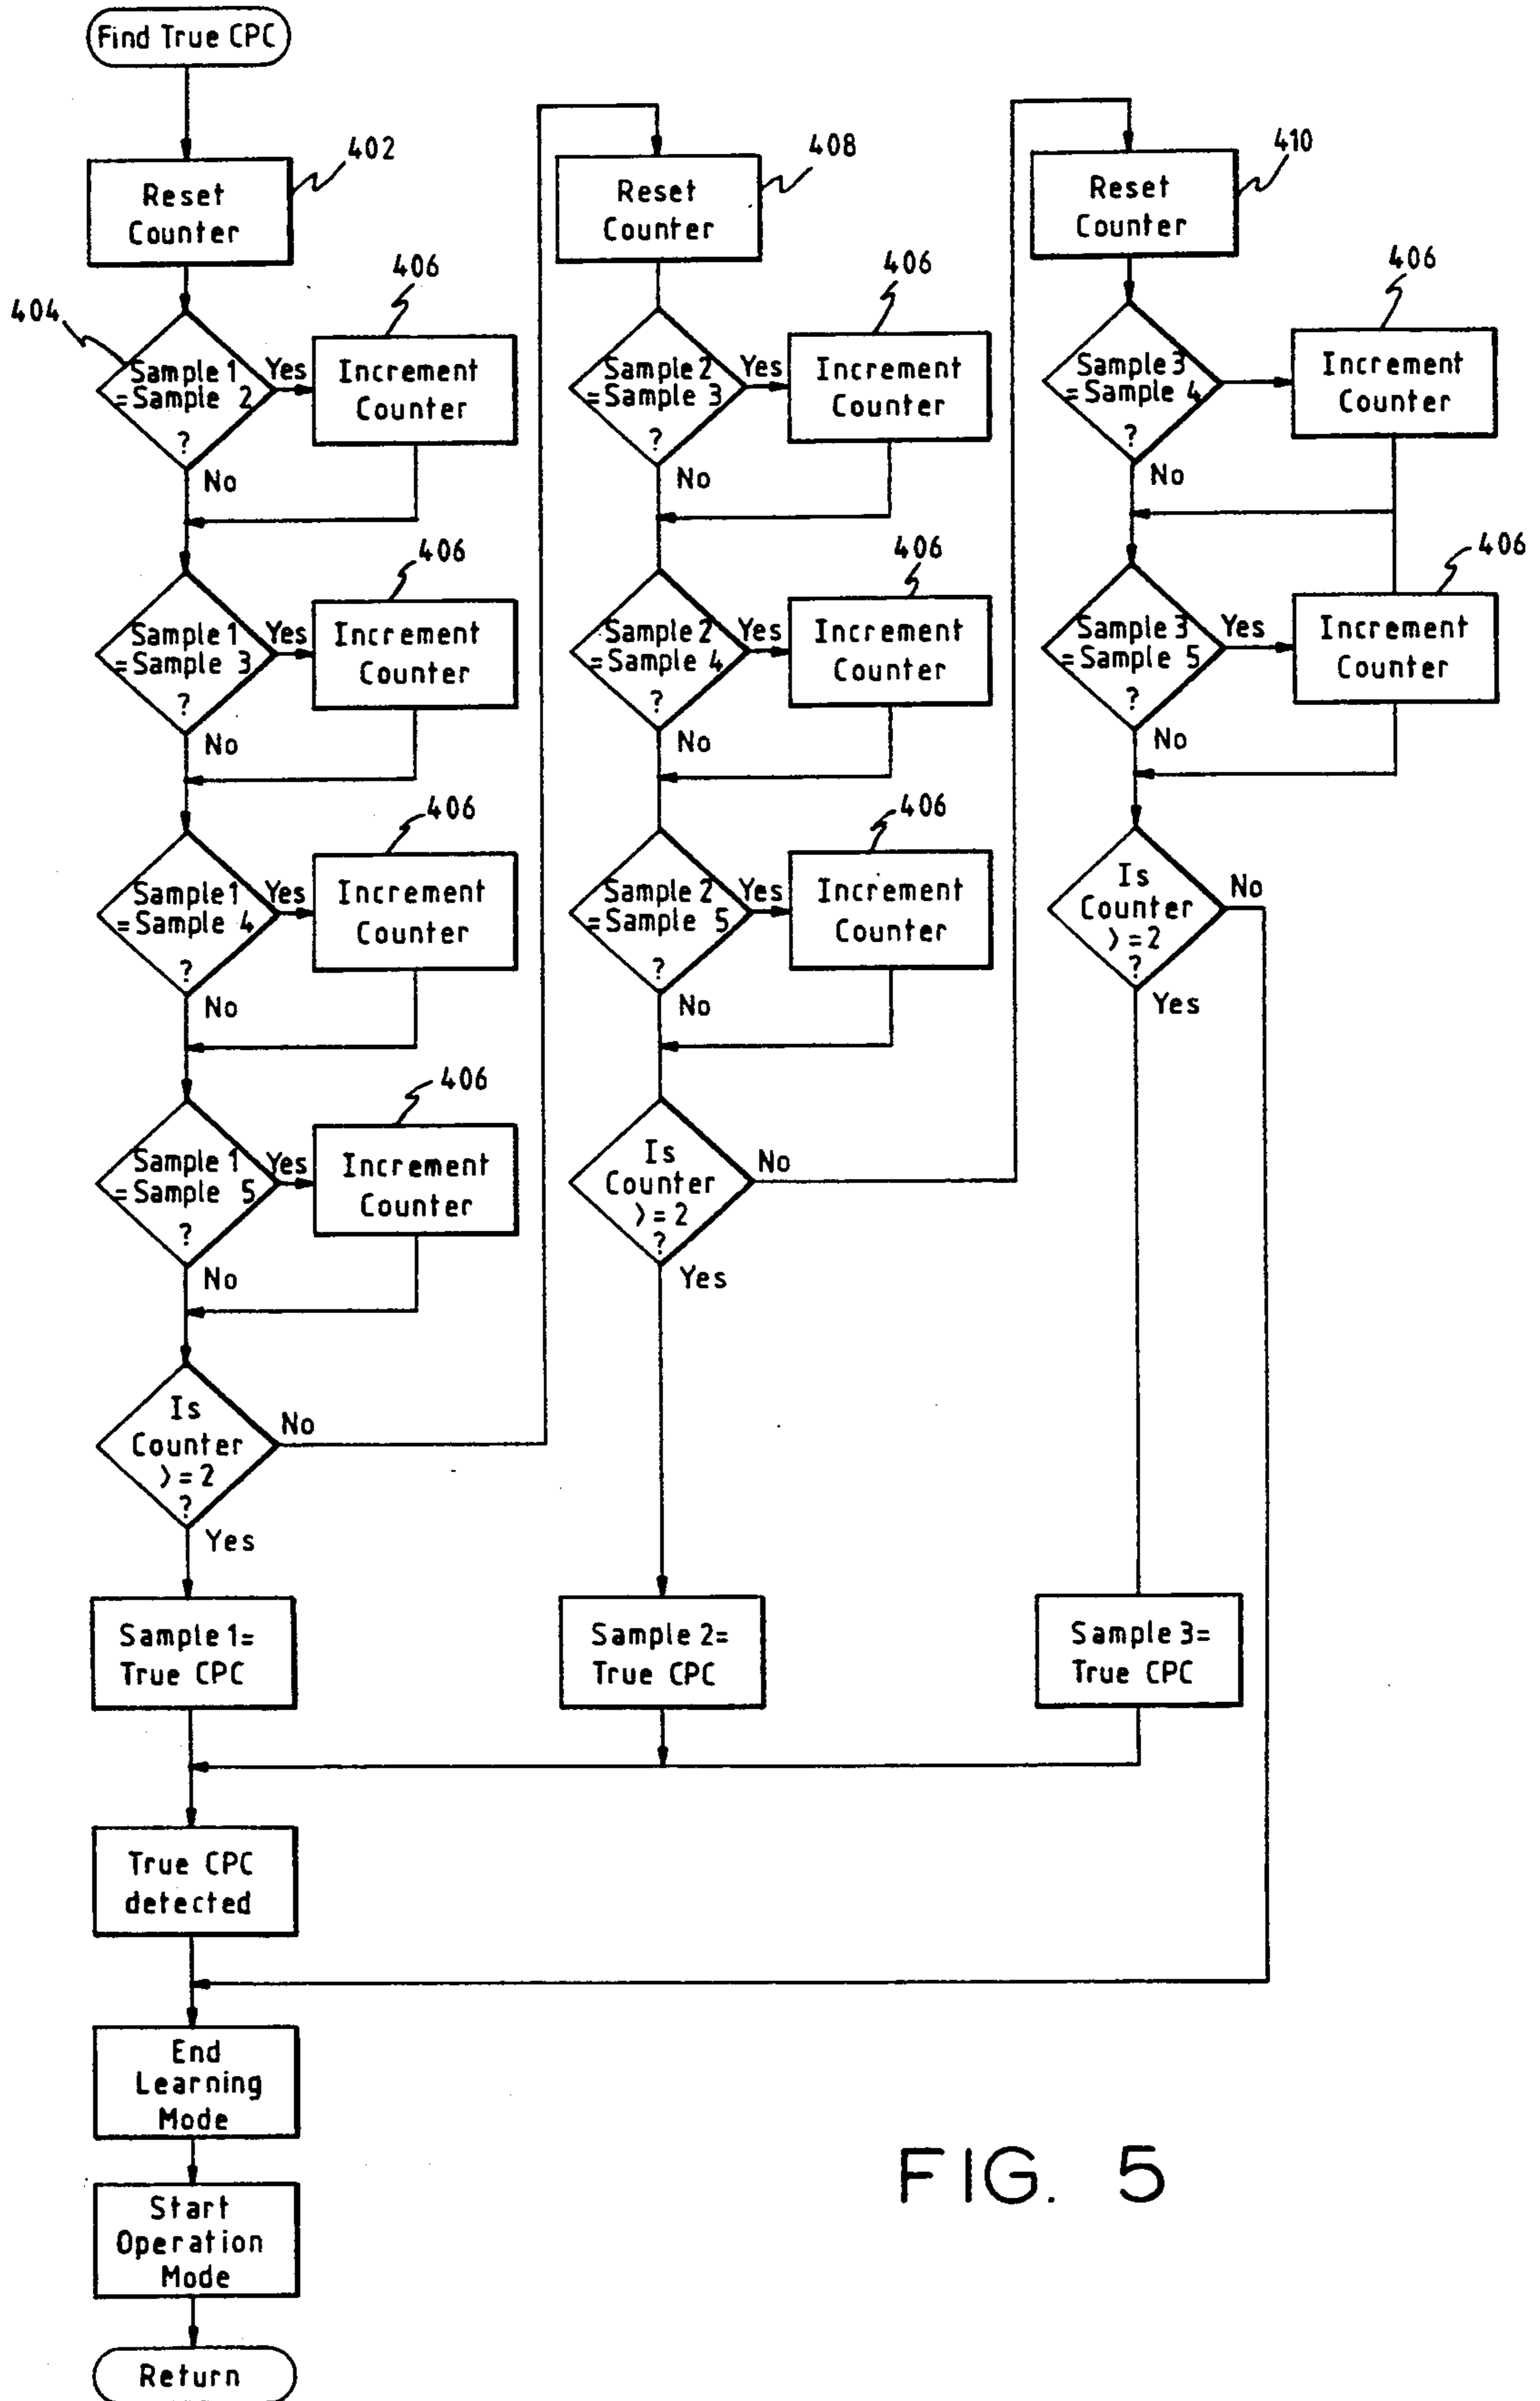 Find True CPC
402
Reset
Counter
404
Sample 1
=Sample 2
?
Yes
406
Increment
Counter
No
Sample 1
=Sample 3
?
Yes
406
Increment
Counter
No
Sample 1
=Sample 4
?
Yes
406
Increment
Counter
No
Sample 1
=Sample 5
?
Yes
406
Increment
Counter
No
Is
Counter
>=2
?
No
Yes
Sample 1=
True CPC
408
Reset
Counter
Sample 2
=Sample 3
?
Yes
406
Increment
Counter
No
Sample 2
=Sample 4
?
Yes
406
Increment
Counter
No
Sample 2
=Sample 5
?
Yes
406
Increment
Counter
No
Is
Counter
>=2
?
No
Yes
Sample 2=
True CPC
410
Reset
Counter
Sample 3
=Sample 4
?
406
Increment
Counter
No
Sample 3
=Sample 5
?
Yes
406
Increment
Counter
No
Is
Counter
>=2
?
No
Yes
Sample 3=
True CPC
True CPC
detected
End
Learning
Mode
Start
Operation
Mode
Return
FIG. 5